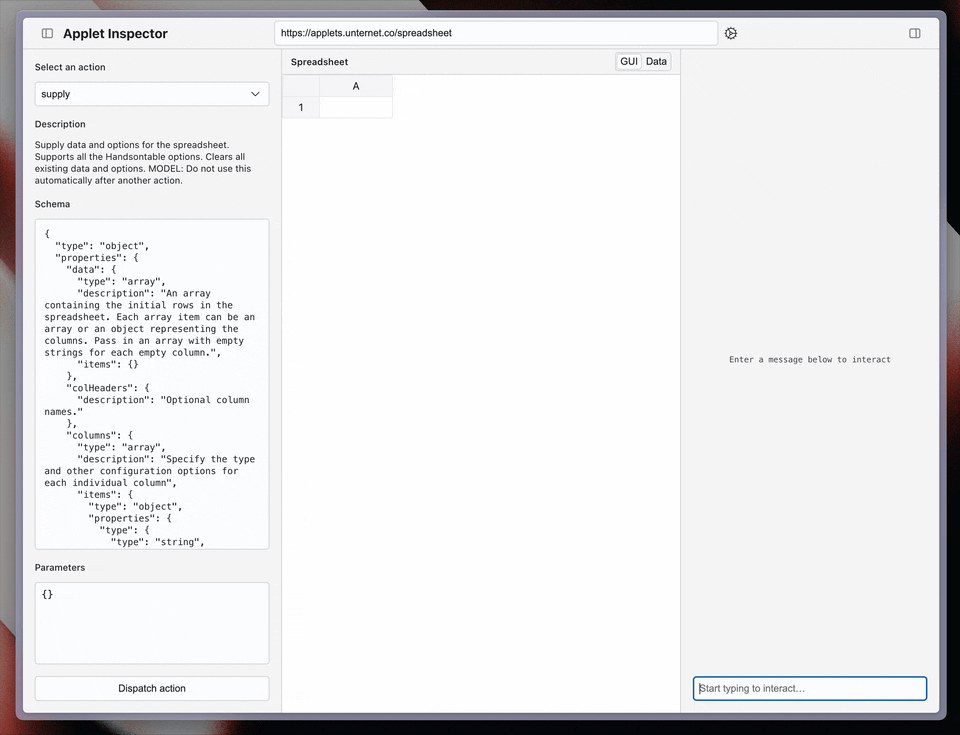 Applet Inspector
https://applets.unternet.co/spreadsheet
Select an action
supply
Description
Supply data and options for the spreadsheet.
Supports all the Handsontable options. Clears all
existing data and options. MODEL: Do not use this
automatically after another action.
Schema
{
"type": "object",
"properties": {
"data": {
"type": "array",
"description": "An array
containing the initial rows in the
spreadsheet. Each array item can be an
array or an object representing the
columns. Pass in an array with empty
strings for each empty column.",
"items": {}
},
"colHeaders": {
"description": "Optional column
names."
},
"columns": {
"type": "array",
"description": "Specify the type
and other configuration options for
each individual column",
"items": {
"type": "object",
"properties": {
"type": {
"type": "string",
Parameters
{}
Dispatch action
Spreadsheet
GUI Data
A
1
Enter a message below to interact
Start typing to interact...